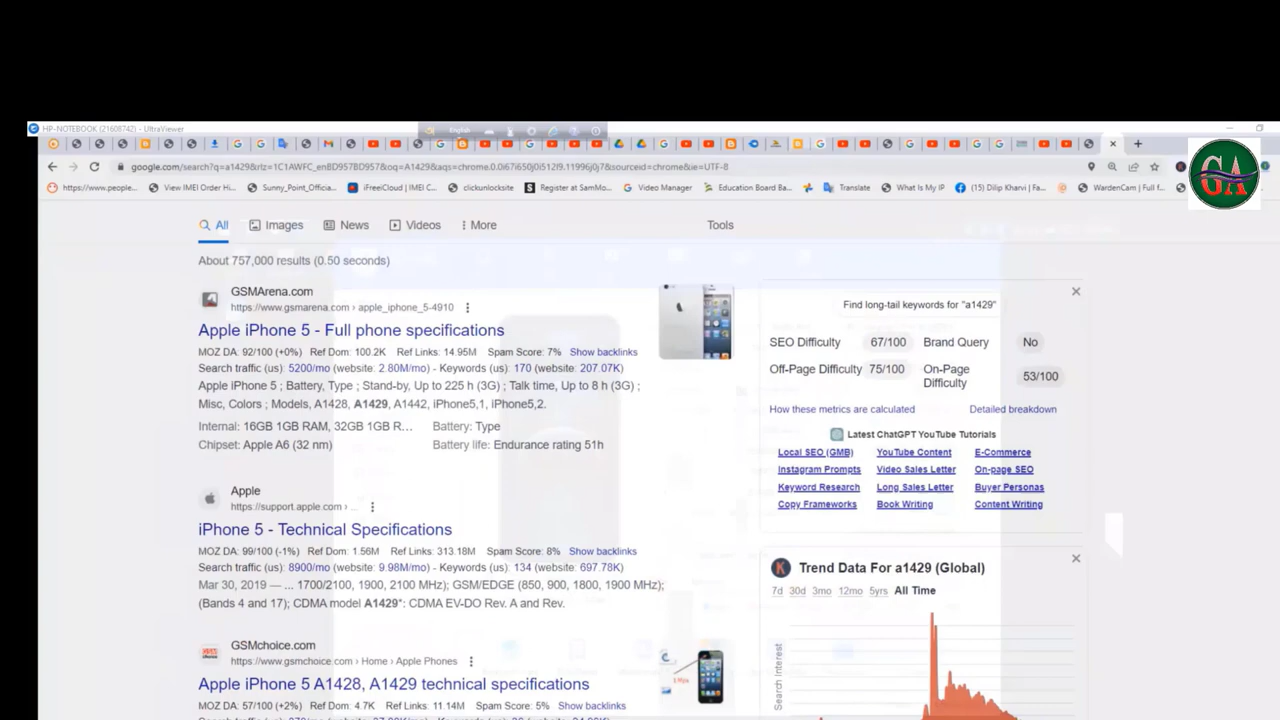 HP-NOTEBOOK (21608742) - UltraViewer
English
google.com/search?q=a1429&rlz=1C1AWFC_enBD957BD957&oq=A1429&aqs=chrome.0.0i67i650j0i512l9.11996j0j7&sourceid=chrome&ie=UTF-8
https://www.people...
View IMEI Order Hi...
Sunny_Point_Officia...
iFreeiCloud | IMEI C...
clickunlocksite
Register at SamMo...
Video Manager
Education Board Ba...
Translate
What Is My IP
(15) Dilip Kharvi | Fa...
WardenCam | Full f...
GA
All
Images
News
Videos
More
Tools
About 757,000 results (0.50 seconds)
GSMArena.com
https://www.gsmarena.com › apple_iphone_5-4910
Apple iPhone 5 - Full phone specifications
MOZ DA: 92/100 (+0%) Ref Dom: 100.2K Ref Links: 14.95M Spam Score: 7% Show backlinks
Search traffic (us): 5200/mo (website: 2.80M/mo) - Keywords (us): 170 (website: 207.07K)
Apple iPhone 5 ; Battery, Type ; Stand-by, Up to 225 h (3G) ; Talk time, Up to 8 h (3G) ;
Misc, Colors ; Models, A1428, A1429, A1442, iPhone5,1, iPhone5,2.
Internal: 16GB 1GB RAM, 32GB 1GB R... Battery: Type
Chipset: Apple A6 (32 nm) Battery life: Endurance rating 51h
Apple
https://support.apple.com › ...
iPhone 5 - Technical Specifications
MOZ DA: 99/100 (-1%) Ref Dom: 1.56M Ref Links: 313.18M Spam Score: 8% Show backlinks
Search traffic (us): 8900/mo (website: 9.98M/mo) - Keywords (us): 134 (website: 697.78K)
Mar 30, 2019 — ... 1700/2100, 1900, 2100 MHz); GSM/EDGE (850, 900, 1800, 1900 MHz);
(Bands 4 and 17); CDMA model A1429*: CDMA EV-DO Rev. A and Rev.
GSMchoice.com
https://www.gsmchoice.com › Home › Apple Phones
Apple iPhone 5 A1428, A1429 technical specifications
MOZ DA: 57/100 (+2%) Ref Dom: 4.7K Ref Links: 11.14M Spam Score: 5% Show backlinks
Find long-tail keywords for "a1429"
SEO Difficulty 67/100 Brand Query No
Off-Page Difficulty 75/100 On-Page Difficulty 53/100
How these metrics are calculated Detailed breakdown
Latest ChatGPT YouTube Tutorials
Local SEO (GMB) YouTube Content E-Commerce
Instagram Prompts Video Sales Letter On-page SEO
Keyword Research Long Sales Letter Buyer Personas
Copy Frameworks Book Writing Content Writing
Trend Data For a1429 (Global)
7d 30d 3mo 12mo 5yrs All Time
Search Interest